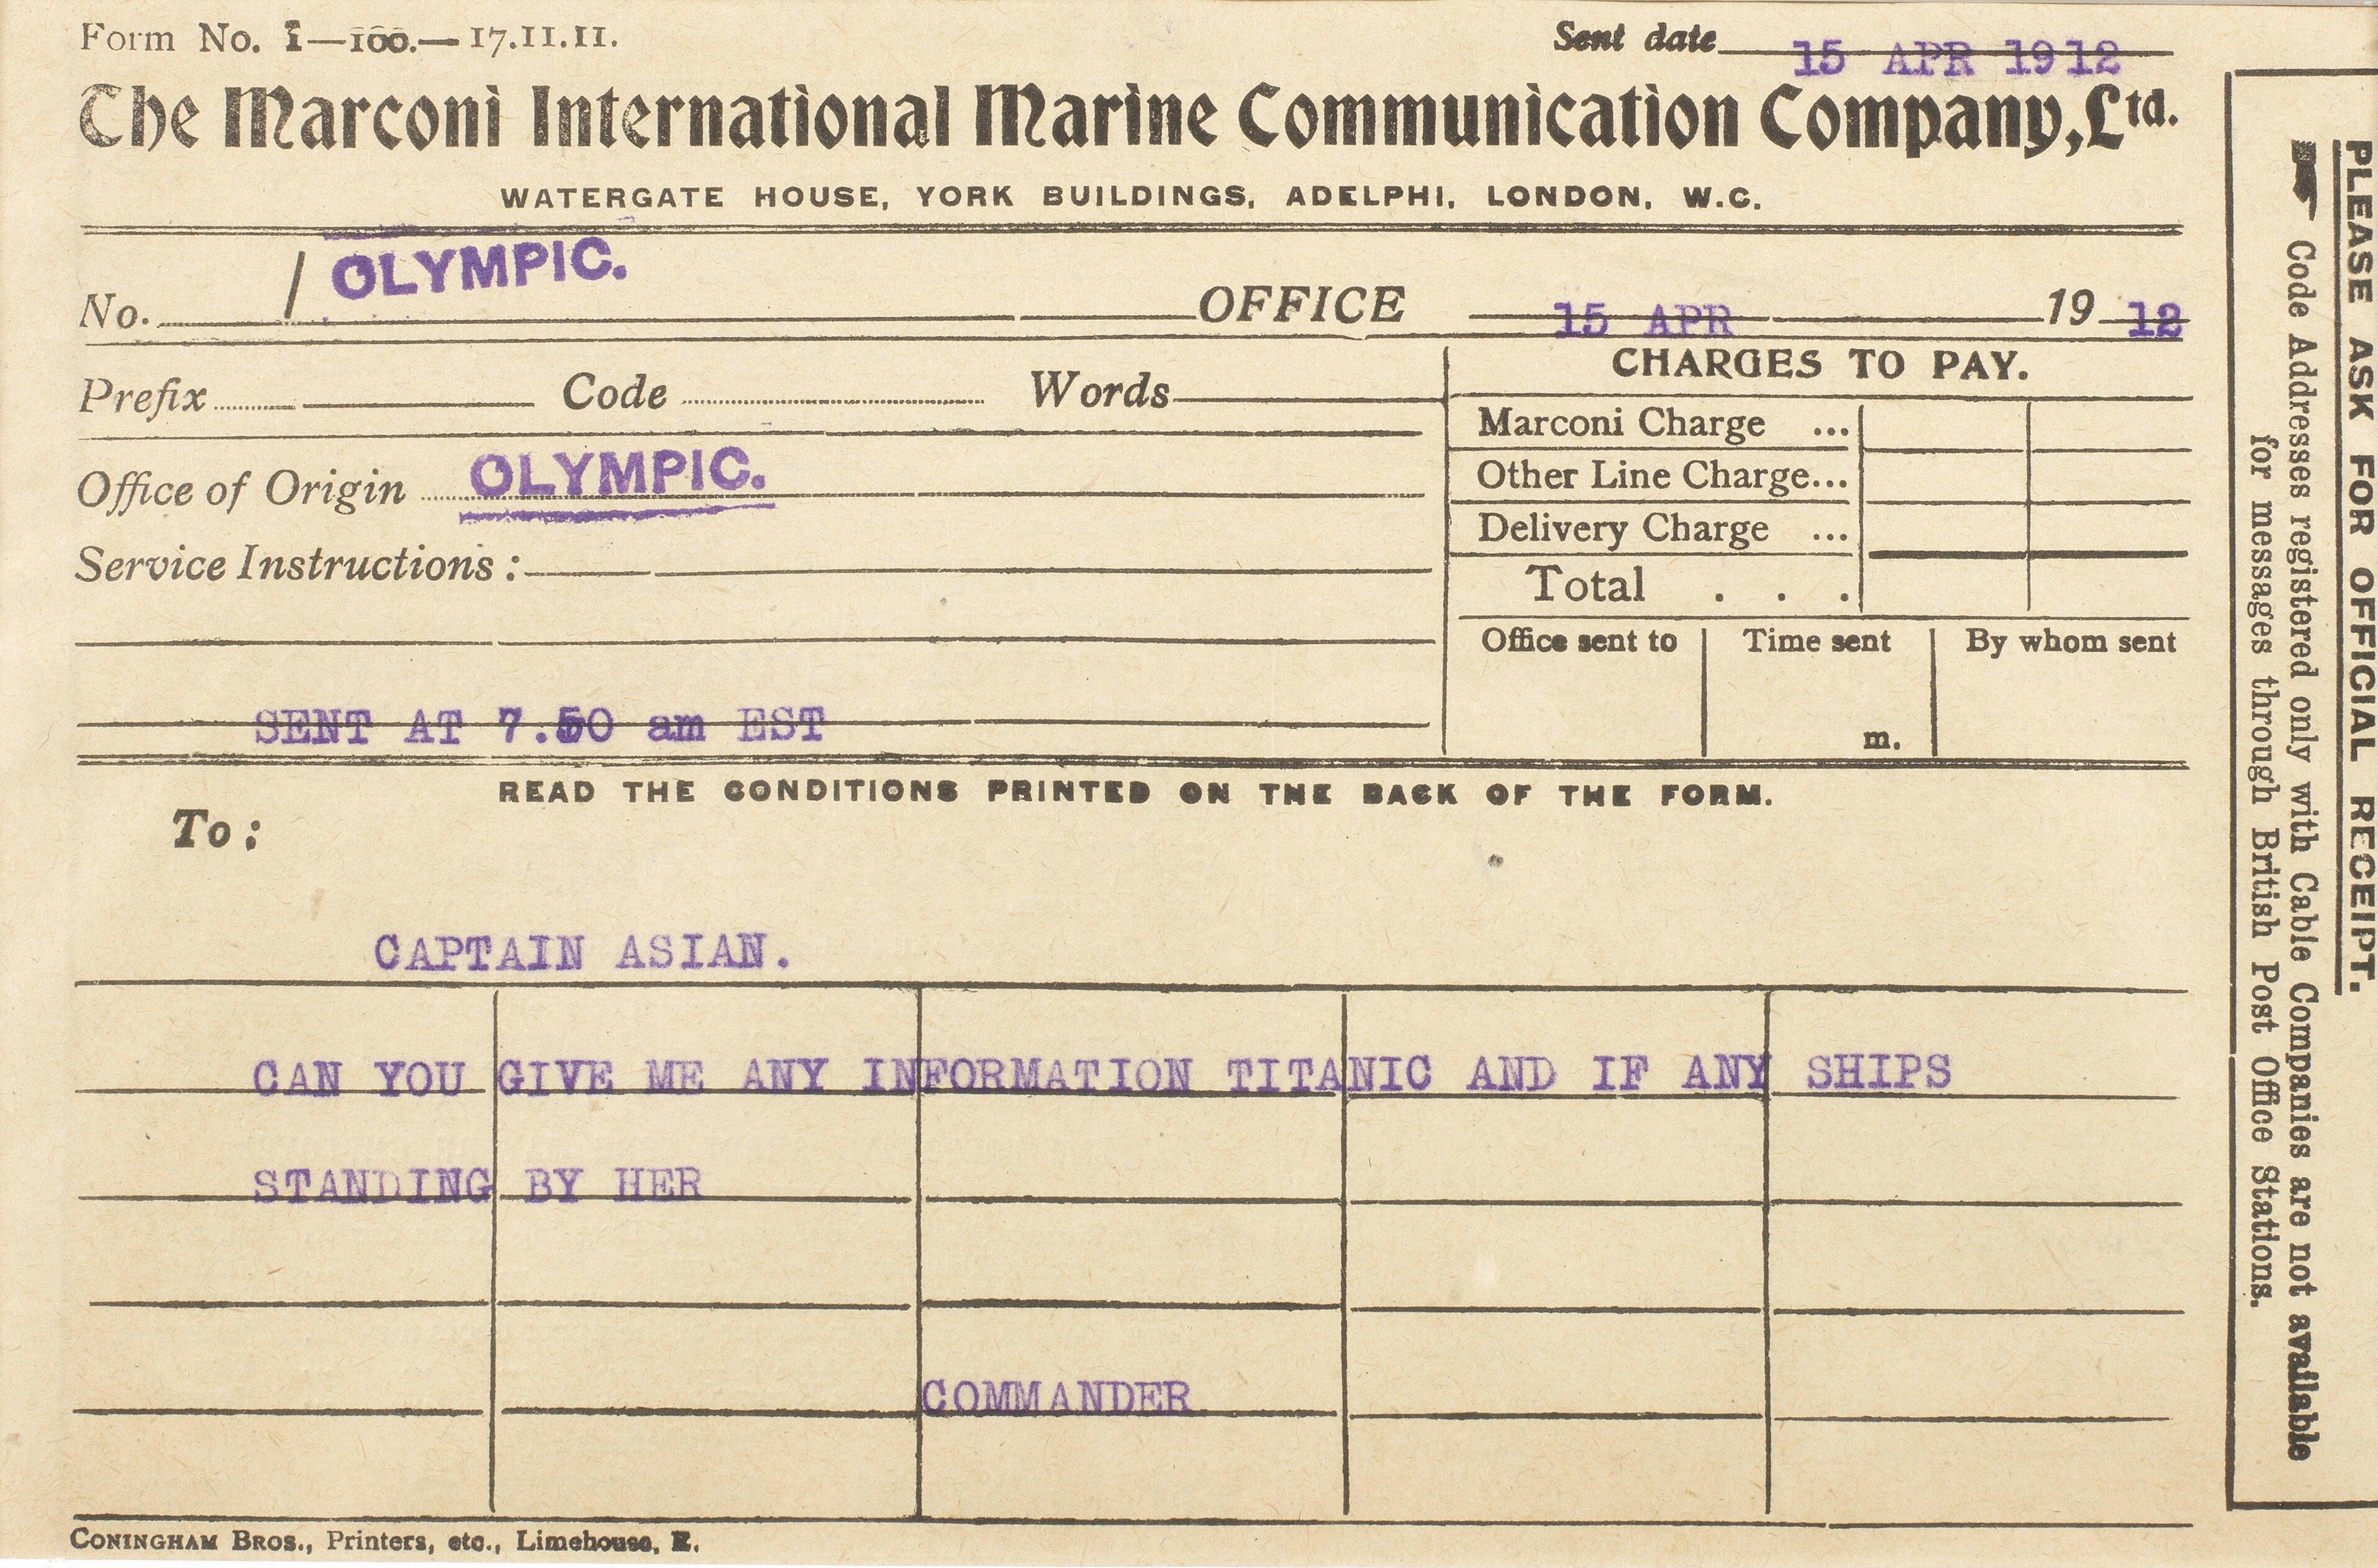 Form No. 1—100.—17.11.11.
Sent date 15 APR 1912
The Marconi International Marine Communication Company, Ltd.
WATERGATE HOUSE, YORK BUILDINGS, ADELPHI, LONDON, W.C.
No. / OLYMPIC. OFFICE 15 APR 19 12
Prefix Code Words
CHARGES TO PAY.
Marconi Charge ...
Office of Origin OLYMPIC.
Other Line Charge...
Delivery Charge ...
Service Instructions:
Total . . .
Office sent to Time sent By whom sent
SENT AT 7.50 am EST
m.
READ THE CONDITIONS PRINTED ON THE BACK OF THE FORM.
To:
CAPTAIN ASIAN.
CAN YOU GIVE ME ANY INFORMATION TITANIC AND IF ANY SHIPS
STANDING BY HER
COMMANDER
CONINGHAM BROS., Printers, etc., Limehouse, E.
PLEASE ASK FOR OFFICIAL RECEIPT.
Code Addresses registered only with Cable Companies are not available
for messages through British Post Office Stations.